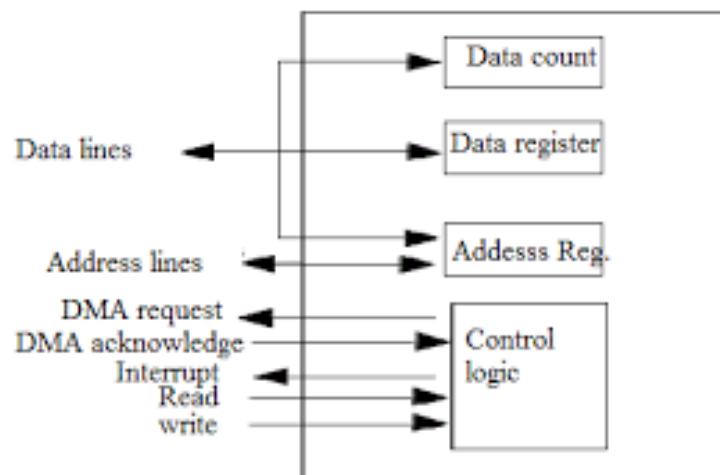 Data count
Data lines
Data register
Address lines
Addesss Reg.
DMA request
DMA acknowledge
Interrupt
Read
write
Control
logic